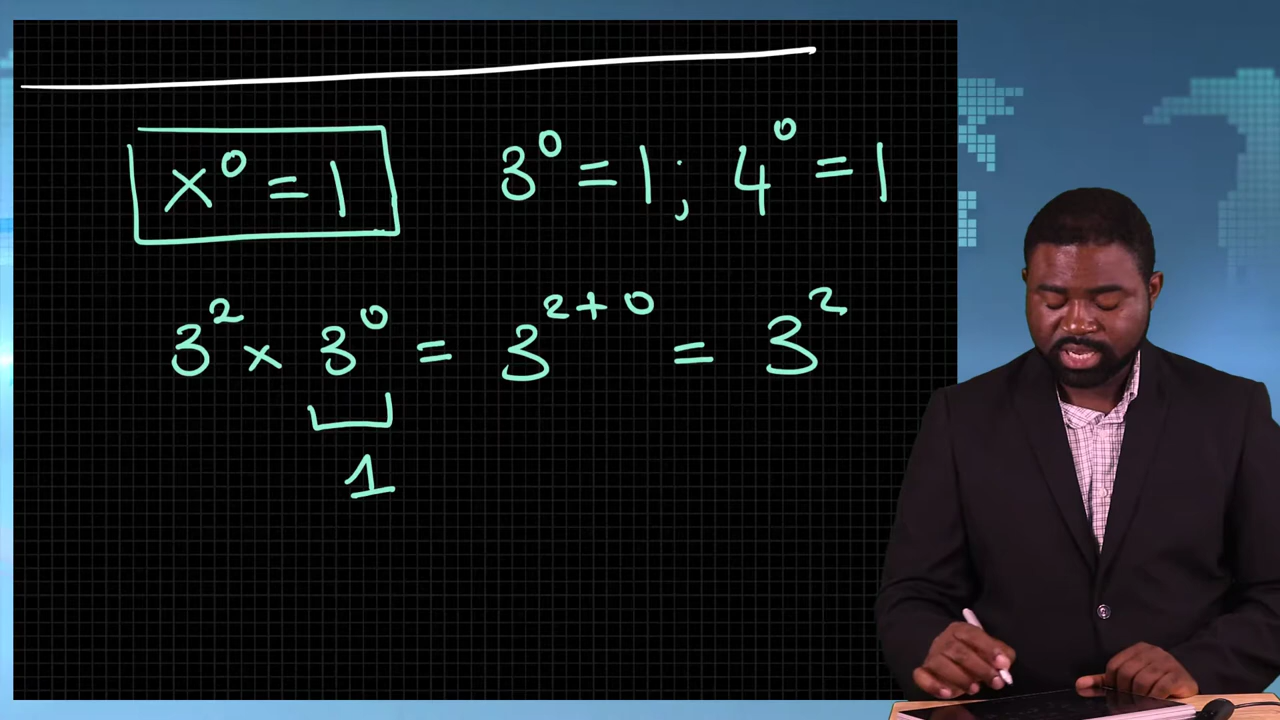 x⁰ = 1    3⁰ = 1; 4⁰ = 1
3² × 3⁰ = 3²⁺⁰ = 3²
1